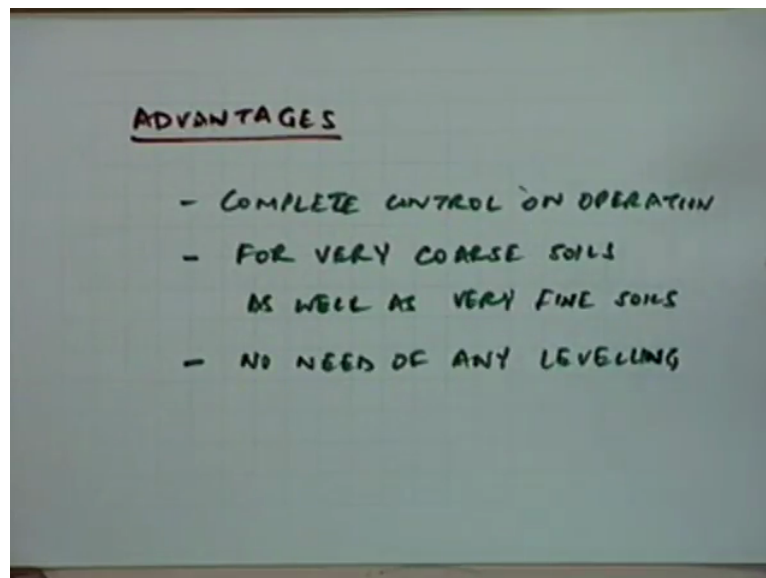 ADVANTAGES
- COMPLETE CONTROL ON OPERATION
- FOR VERY COARSE SOILS
AS WELL AS VERY FINE SOILS
- NO NEED OF ANY LEVELLING